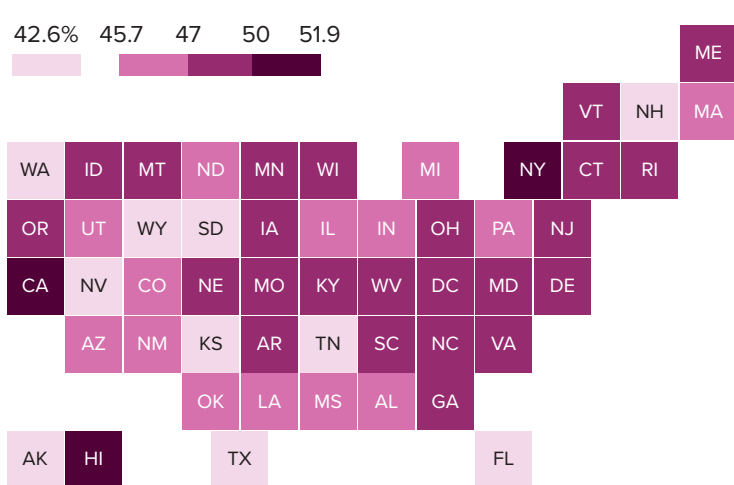 42.6% 45.7 47 50 51.9
ME
VT NH MA
WA ID MT ND MN WI MI NY CT RI
OR UT WY SD IA IL IN OH PA NJ
CA NV CO NE MO KY WV DC MD DE
AZ NM KS AR TN SC NC VA
OK LA MS AL GA
AK HI TX FL